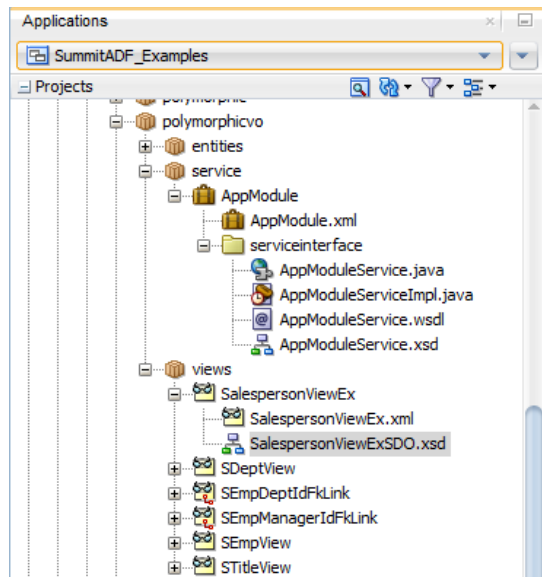 Applications
SummitADF_Examples
Projects
polymorphic
polymorphicvo
entities
service
AppModule
AppModule.xml
serviceinterface
AppModuleService.java
AppModuleServiceImpl.java
AppModuleService.wsdl
AppModuleService.xsd
views
SalespersonViewEx
SalespersonViewEx.xml
SalespersonViewExSDO.xsd
SDeptView
SEmpDeptIdFkLink
SEmpManagerIdFkLink
SEmpView
STitleView